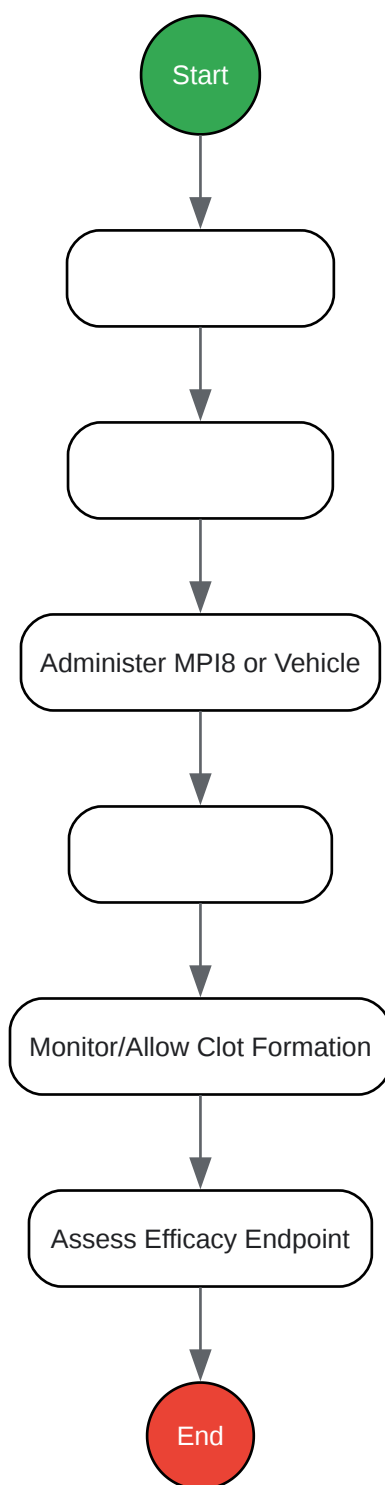 Start
Administer MPI8 or Vehicle
Monitor/Allow Clot Formation
Assess Efficacy Endpoint
End